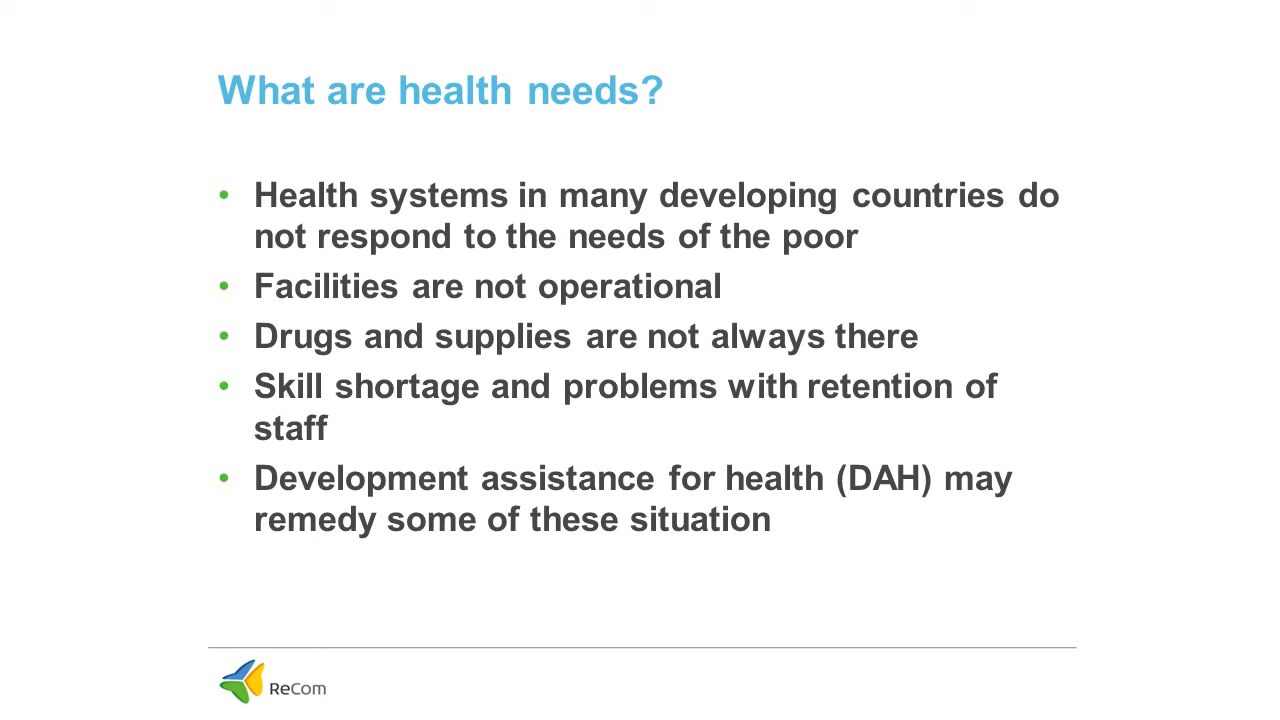 What are health needs?
• Health systems in many developing countries do
not respond to the needs of the poor
• Facilities are not operational
• Drugs and supplies are not always there
• Skill shortage and problems with retention of
staff
• Development assistance for health (DAH) may
remedy some of these situation
ReCom